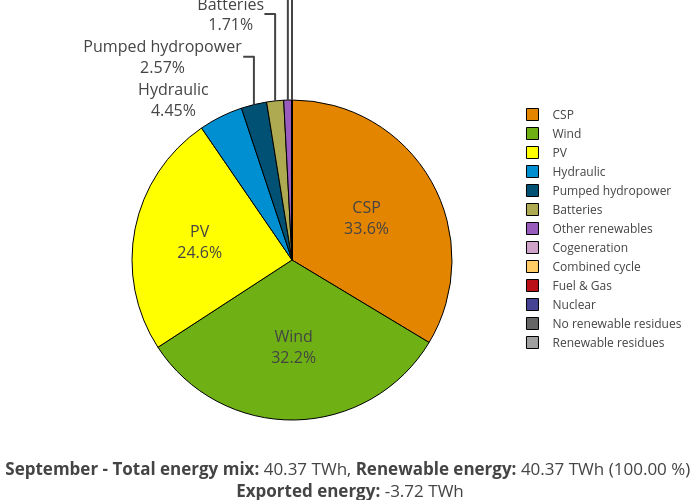 Batteries
1.71%
Pumped hydropower
2.57%
Hydraulic
4.45%
CSP
33.6%
PV
24.6%
Wind
32.2%
CSP
Wind
PV
Hydraulic
Pumped hydropower
Batteries
Other renewables
Cogeneration
Combined cycle
Fuel & Gas
Nuclear
No renewable residues
Renewable residues
September - Total energy mix: 40.37 TWh, Renewable energy: 40.37 TWh (100.00 %)
Exported energy: -3.72 TWh